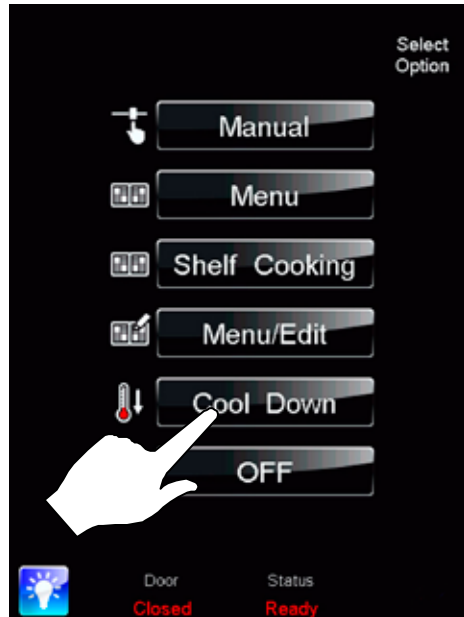 Select
Option
Manual
Menu
Shelf Cooking
Menu/Edit
Cool Down
OFF
Door Status
Closed Ready